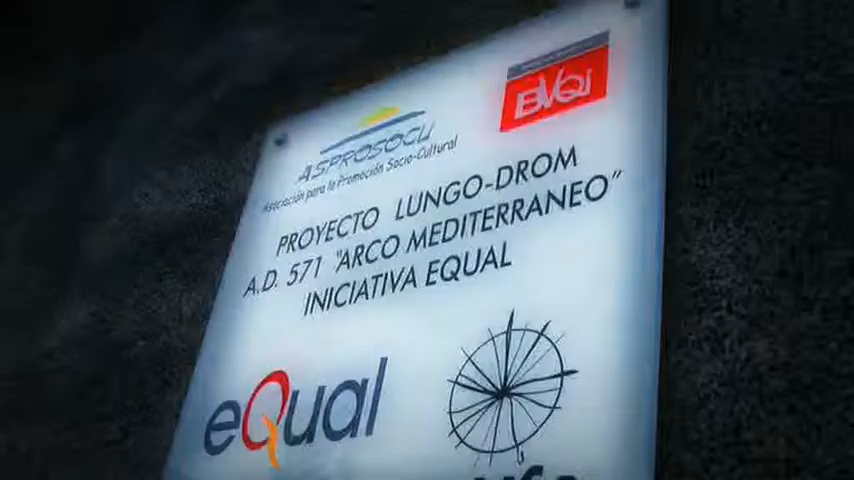 BVQI
ASPROSOCU
Asociación para la Promoción Socio-Cultural
PROYECTO LUNGO-DROM
A.D. 571 "ARCO MEDITERRANEO"
INICIATIVA EQUAL
eQual